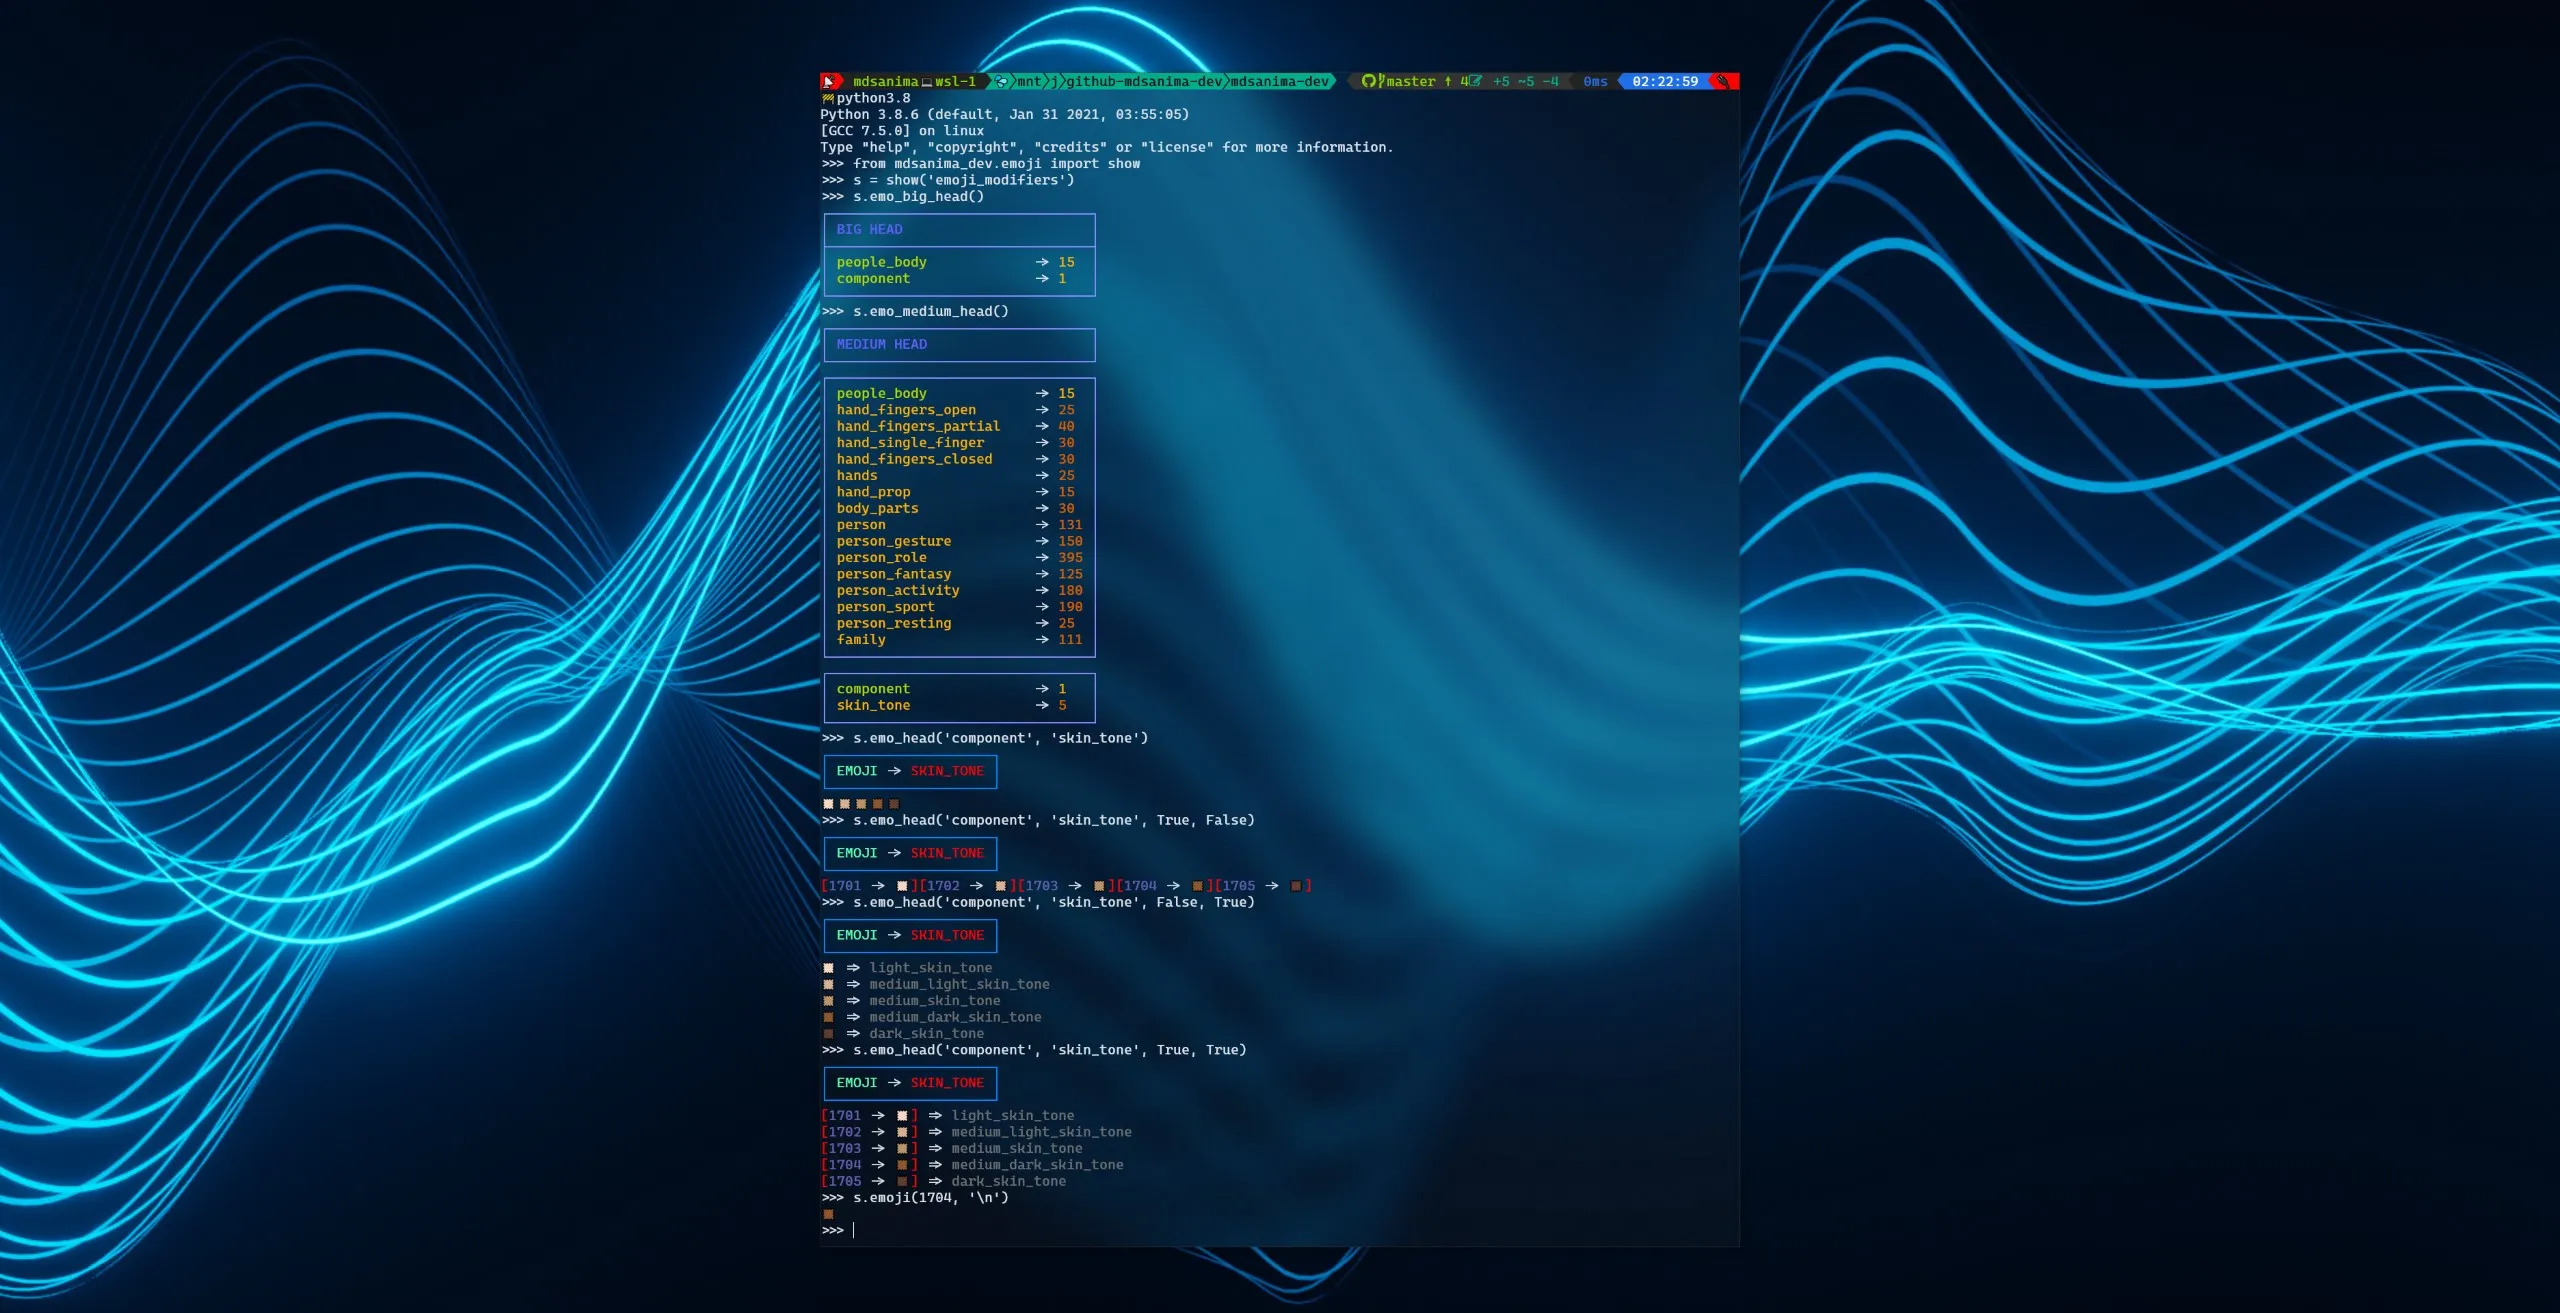 mdsanima wsl-1 mnt j github-mdsanima-dev mdsanima-dev master ↑ 4 +5 ~5 -4 0ms 02:22:59
python3.8
Python 3.8.6 (default, Jan 31 2021, 03:55:05)
[GCC 7.5.0] on linux
Type "help", "copyright", "credits" or "license" for more information.
>>> from mdsanima_dev.emoji import show
>>> s = show('emoji_modifiers')
>>> s.emo_big_head()
BIG HEAD
people_body → 15
component → 1
>>> s.emo_medium_head()
MEDIUM HEAD
people_body → 15
hand_fingers_open → 25
hand_fingers_partial → 40
hand_single_finger → 30
hand_fingers_closed → 30
hands → 25
hand_prop → 15
body_parts → 30
person → 131
person_gesture → 150
person_role → 395
person_fantasy → 125
person_activity → 180
person_sport → 190
person_resting → 25
family → 111
component → 1
skin_tone → 5
>>> s.emo_head('component', 'skin_tone')
EMOJI → SKIN_TONE
🏻 🏼 🏽 🏾 🏿
>>> s.emo_head('component', 'skin_tone', True, False)
EMOJI → SKIN_TONE
[1701 → 🏻 ][1702 → 🏼 ][1703 → 🏽 ][1704 → 🏾 ][1705 → 🏿 ]
>>> s.emo_head('component', 'skin_tone', False, True)
EMOJI → SKIN_TONE
🏻 ⇒ light_skin_tone
🏼 ⇒ medium_light_skin_tone
🏽 ⇒ medium_skin_tone
🏾 ⇒ medium_dark_skin_tone
🏿 ⇒ dark_skin_tone
>>> s.emo_head('component', 'skin_tone', True, True)
EMOJI → SKIN_TONE
[1701 → 🏻 ] ⇒ light_skin_tone
[1702 → 🏼 ] ⇒ medium_light_skin_tone
[1703 → 🏽 ] ⇒ medium_skin_tone
[1704 → 🏾 ] ⇒ medium_dark_skin_tone
[1705 → 🏿 ] ⇒ dark_skin_tone
>>> s.emoji(1704, '\n')
🏾
>>>